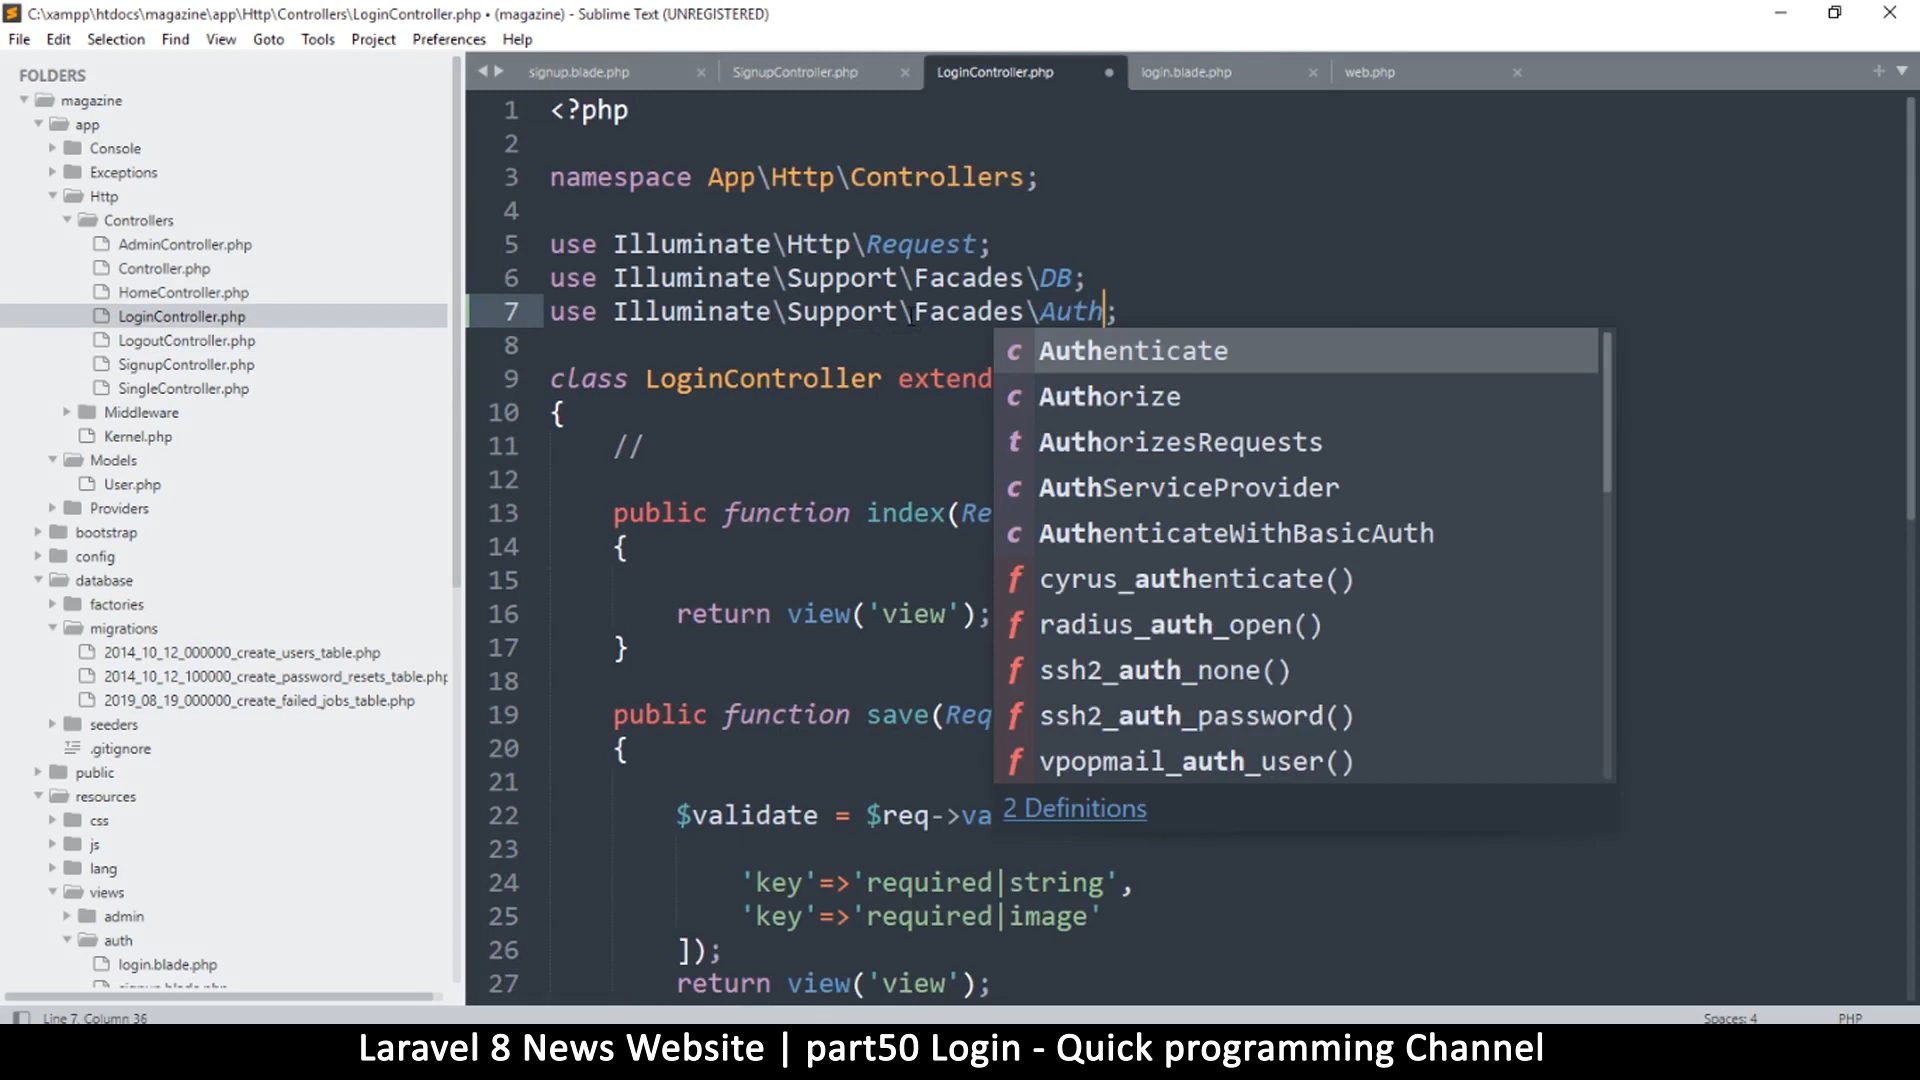 C:\xampp\htdocs\magazine\app\Http\Controllers\LoginController.php • (magazine) - Sublime Text (UNREGISTERED)
File Edit Selection Find View Goto Tools Project Preferences Help
FOLDERS
magazine
app
Console
Exceptions
Http
Controllers
AdminController.php
Controller.php
HomeController.php
LoginController.php
LogoutController.php
SignupController.php
SingleController.php
Middleware
Kernel.php
Models
User.php
Providers
bootstrap
config
database
factories
migrations
2014_10_12_000000_create_users_table.php
2014_10_12_100000_create_password_resets_table.php
2019_08_19_000000_create_failed_jobs_table.php
seeders
.gitignore
public
resources
css
js
lang
views
admin
auth
login.blade.php
signup.blade.php
signup.blade.php SignupController.php LoginController.php login.blade.php web.php
1 <?php
2
3 namespace App\Http\Controllers;
4
5 use Illuminate\Http\Request;
6 use Illuminate\Support\Facades\DB;
7 use Illuminate\Support\Facades\Auth;
8
9 class LoginController extend
10 {
11 //
12
13 public function index(Re
14 {
15
16 return view('view');
17 }
18
19 public function save(Req
20 {
21
22 $validate = $req->va
23
24 'key'=>'required|string',
25 'key'=>'required|image'
26 ]);
27 return view('view');
c Authenticate
c Authorize
t AuthorizesRequests
c AuthServiceProvider
c AuthenticateWithBasicAuth
f cyrus_authenticate()
f radius_auth_open()
f ssh2_auth_none()
f ssh2_auth_password()
f vpopmail_auth_user()
2 Definitions
Line 7, Column 36 Spaces: 4 PHP
Laravel 8 News Website | part50 Login - Quick programming Channel